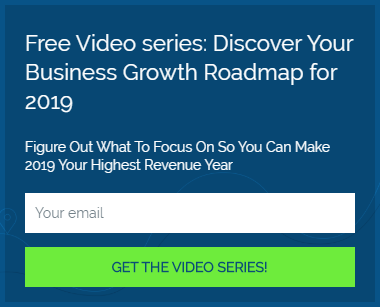 Free Video series: Discover Your
Business Growth Roadmap for
2019
Figure Out What To Focus On So You Can Make
2019 Your Highest Revenue Year
Your email
GET THE VIDEO SERIES!